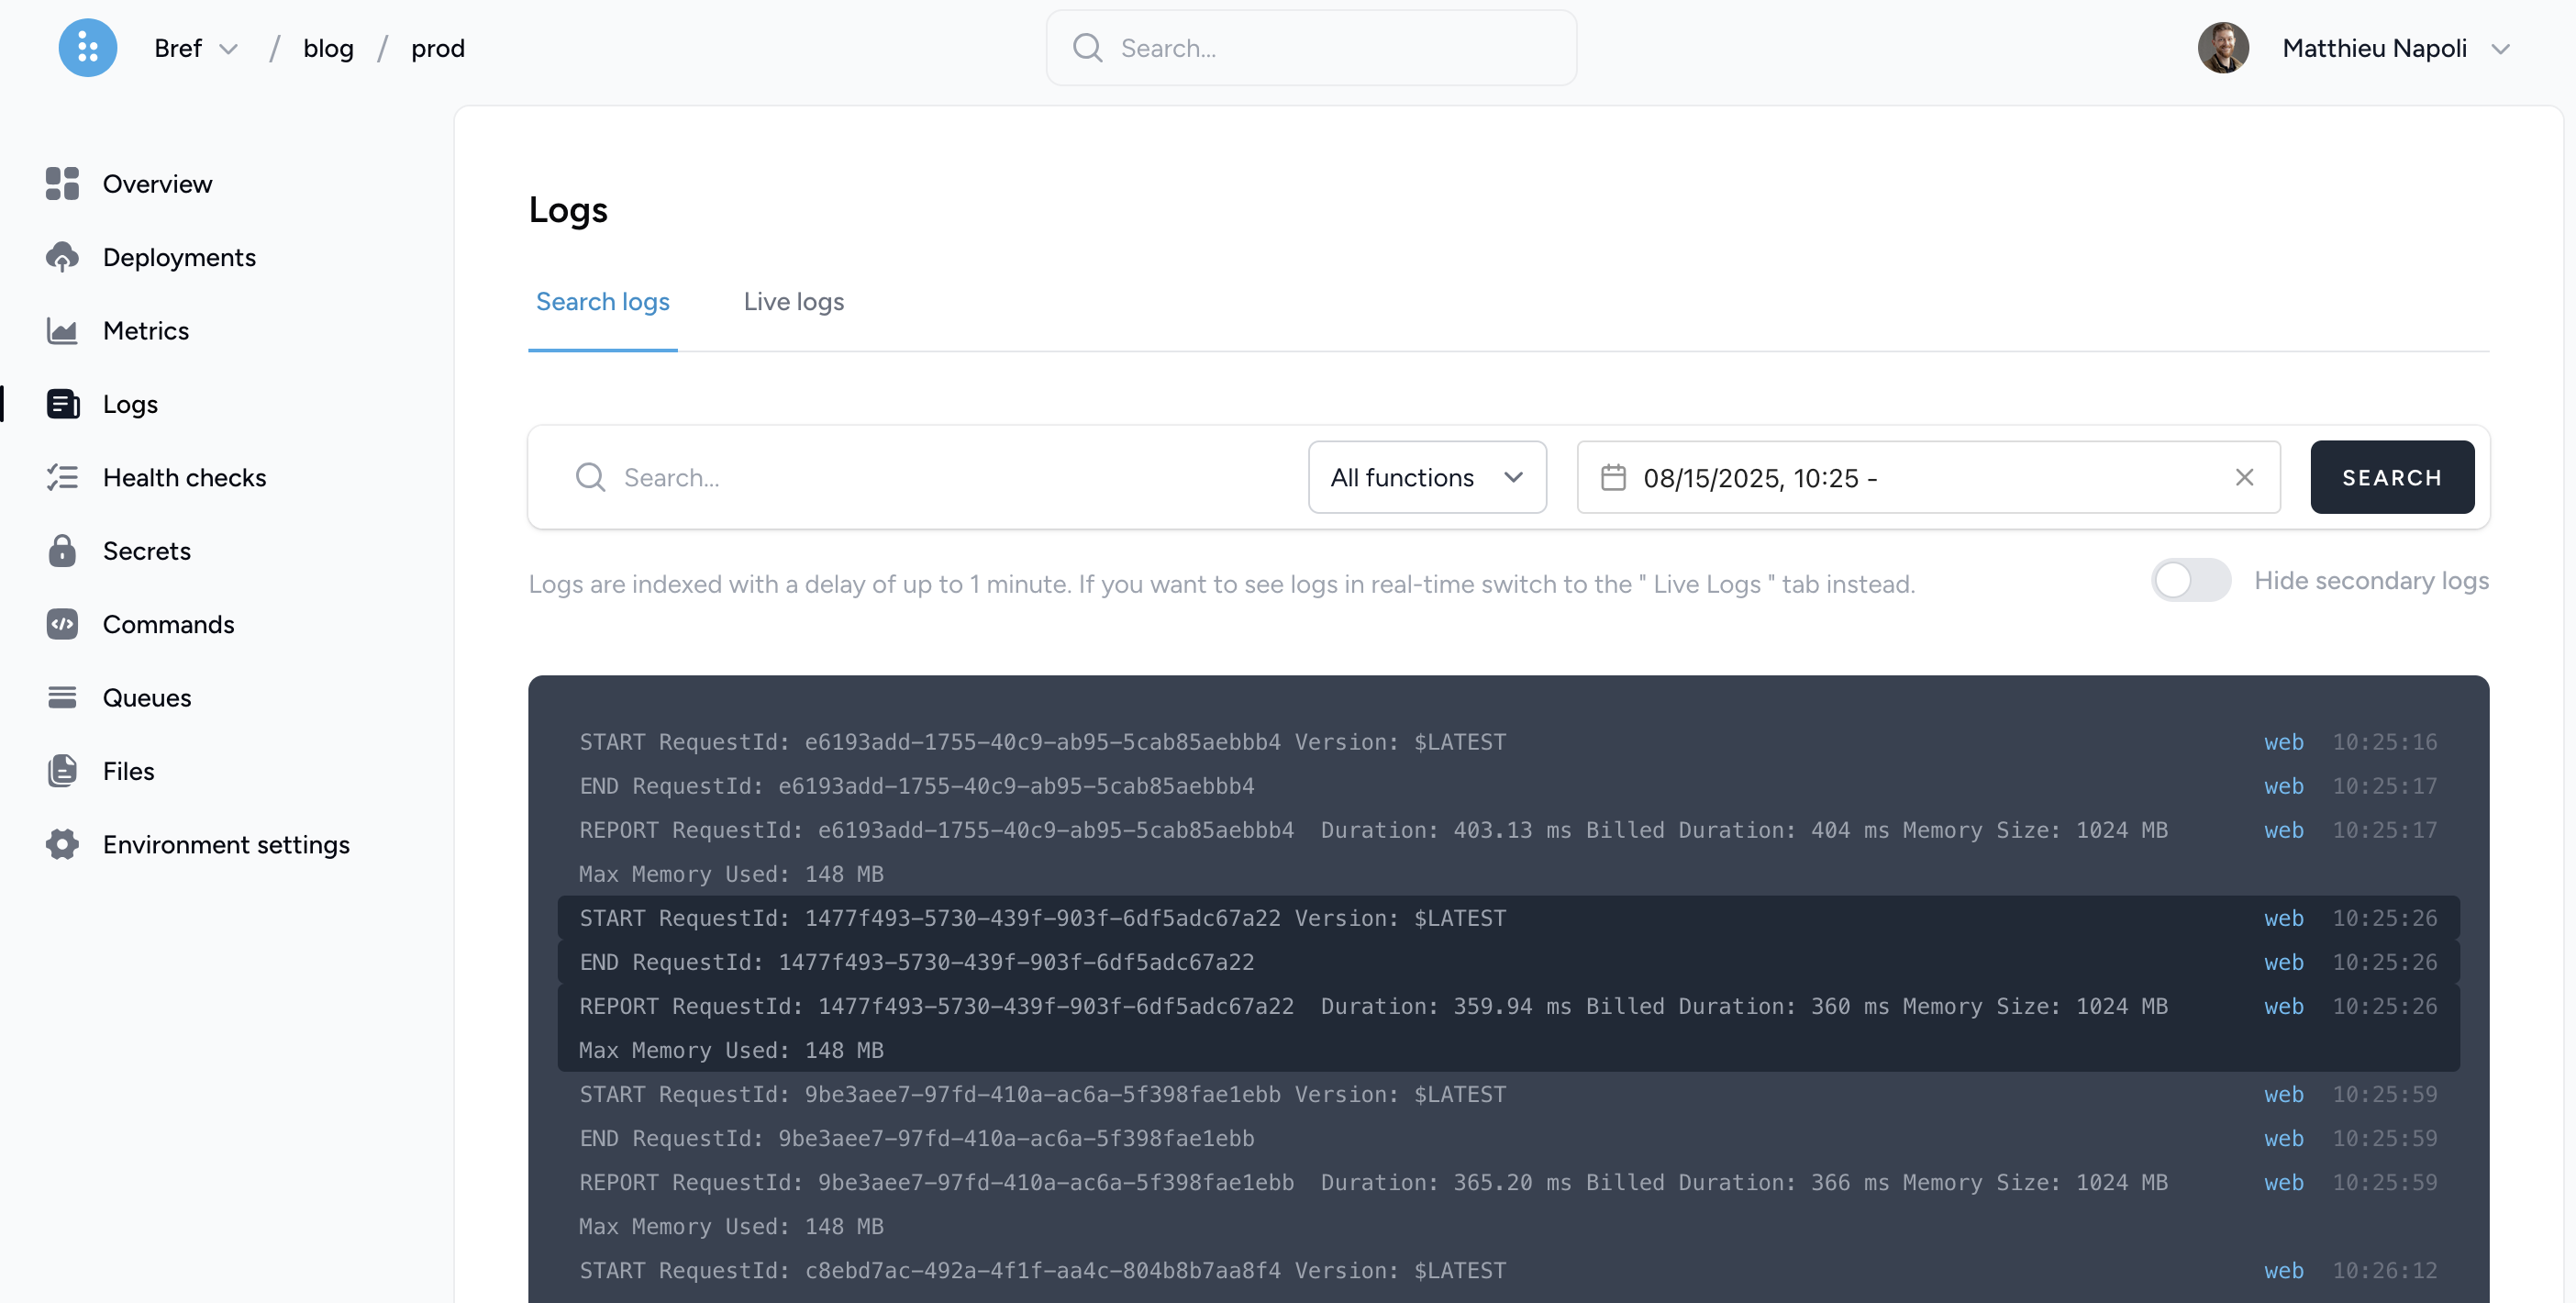 Bref / blog / prod
Search...
Matthieu Napoli
Overview
Deployments
Metrics
Logs
Health checks
Secrets
Commands
Queues
Files
Environment settings
Logs
Search logs Live logs
Search... All functions 08/15/2025, 10:25 - SEARCH
Logs are indexed with a delay of up to 1 minute. If you want to see logs in real-time switch to the " Live Logs " tab instead. Hide secondary logs
START RequestId: e6193add-1755-40c9-ab95-5cab85aebbb4 Version: $LATEST web 10:25:16
END RequestId: e6193add-1755-40c9-ab95-5cab85aebbb4 web 10:25:17
REPORT RequestId: e6193add-1755-40c9-ab95-5cab85aebbb4 Duration: 403.13 ms Billed Duration: 404 ms Memory Size: 1024 MB web 10:25:17
Max Memory Used: 148 MB
START RequestId: 1477f493-5730-439f-903f-6df5adc67a22 Version: $LATEST web 10:25:26
END RequestId: 1477f493-5730-439f-903f-6df5adc67a22 web 10:25:26
REPORT RequestId: 1477f493-5730-439f-903f-6df5adc67a22 Duration: 359.94 ms Billed Duration: 360 ms Memory Size: 1024 MB web 10:25:26
Max Memory Used: 148 MB
START RequestId: 9be3aee7-97fd-410a-ac6a-5f398fae1ebb Version: $LATEST web 10:25:59
END RequestId: 9be3aee7-97fd-410a-ac6a-5f398fae1ebb web 10:25:59
REPORT RequestId: 9be3aee7-97fd-410a-ac6a-5f398fae1ebb Duration: 365.20 ms Billed Duration: 366 ms Memory Size: 1024 MB web 10:25:59
Max Memory Used: 148 MB
START RequestId: c8ebd7ac-492a-4f1f-aa4c-804b8b7aa8f4 Version: $LATEST web 10:26:12